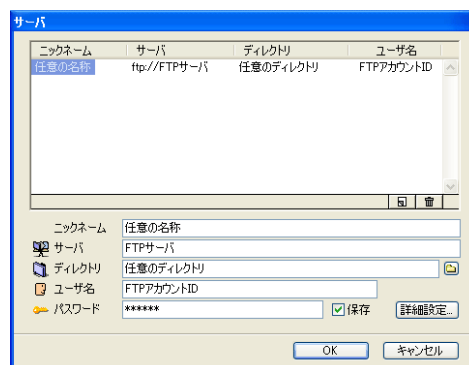 サーバ
ニックネーム サーバ ディレクトリ ユーザ名
任意の名称 ftp://FTPサーバ 任意のディレクトリ FTPアカウントID
ニックネーム 任意の名称
サーバ FTPサーバ
ディレクトリ 任意のディレクトリ
ユーザ名 FTPアカウントID
パスワード ****** 保存 詳細設定...
OK キャンセル